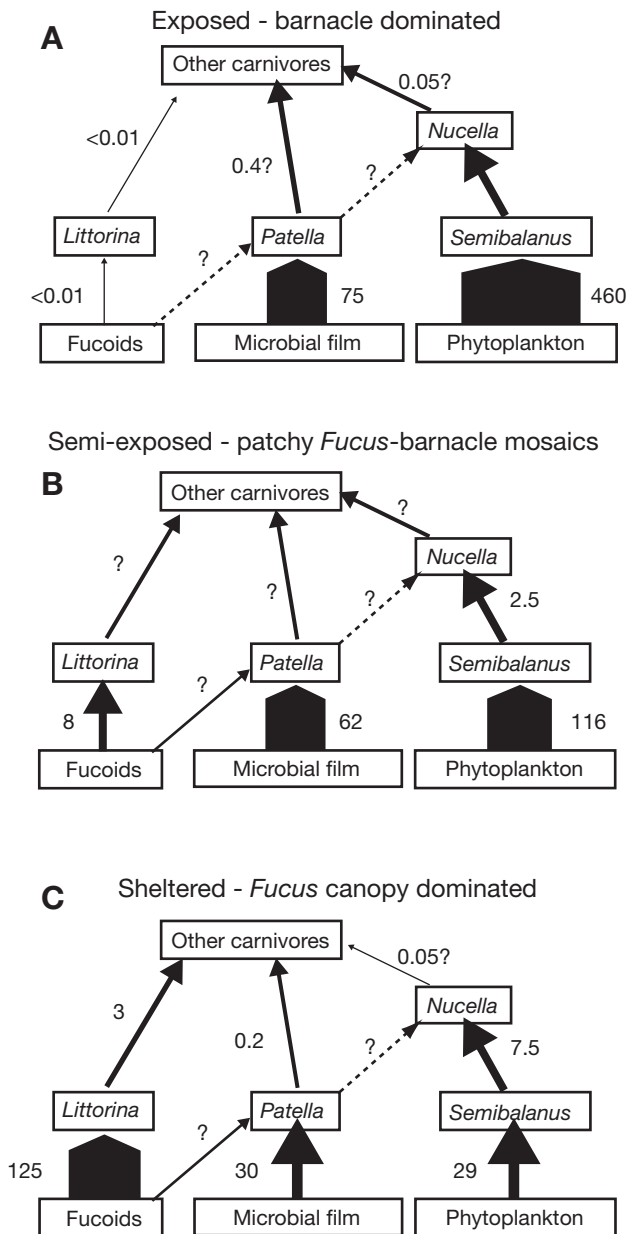 A
Exposed - barnacle dominated
Other carnivores
0.05?
Nucella
<0.01
0.4?
?
Littorina
Patella
Semibalanus
?
<0.01
75
460
Fucoids
Microbial film
Phytoplankton
Semi-exposed - patchy Fucus-barnacle mosaics
B
Other carnivores
?
Nucella
?
?
?
2.5
Littorina
Patella
Semibalanus
?
8
62
116
Fucoids
Microbial film
Phytoplankton
Sheltered - Fucus canopy dominated
C
Other carnivores
0.05?
Nucella
3
0.2
?
7.5
Littorina
Patella
Semibalanus
?
125
30
29
Fucoids
Microbial film
Phytoplankton